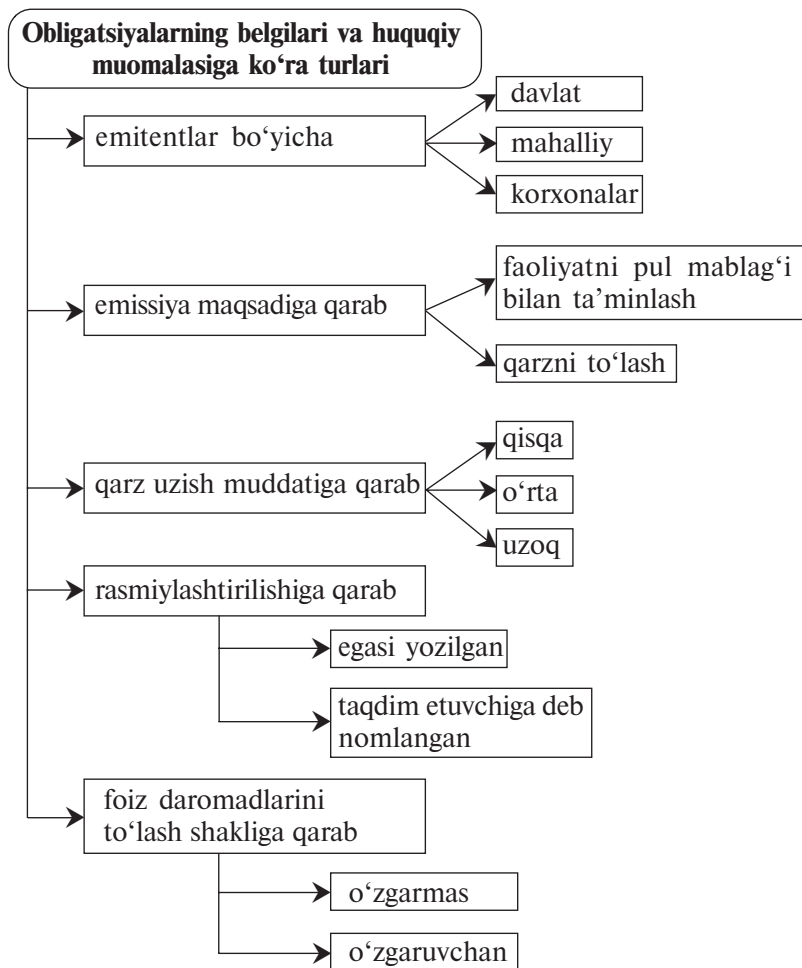 Obligatsiyalarning belgilari va huquqiy
muomalasiga ko‘ra turlari
emitentlar bo‘yicha
davlat
mahalliy
korxonalar
emissiya maqsadiga qarab
faoliyatni pul mablag‘i
bilan ta’minlash
qarzni to‘lash
qarz uzish muddatiga qarab
qisqa
o‘rta
uzoq
rasmiylashtirilishiga qarab
egasi yozilgan
taqdim etuvchiga deb
nomlangan
foiz daromadlarini
to‘lash shakliga qarab
o‘zgarmas
o‘zgaruvchan